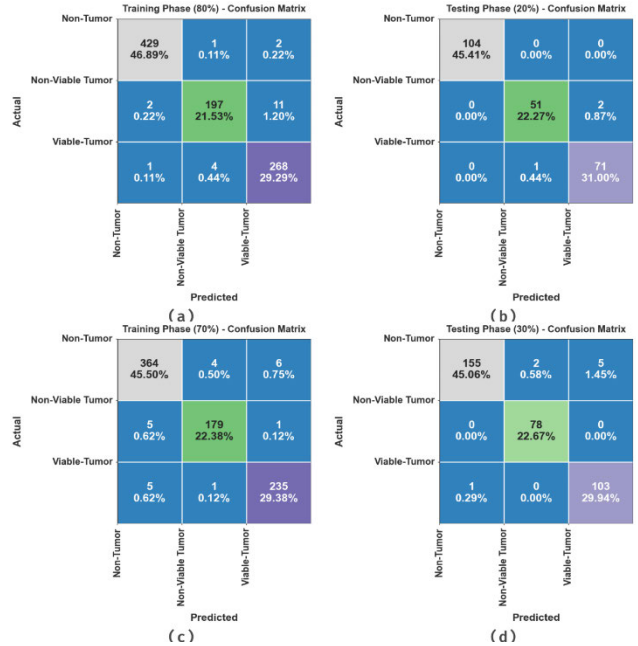 Training Phase (80%) - Confusion Matrix
Non-Tumor
429 1 2
46.89% 0.11% 0.22%
Non-Viable Tumor
2 197 11
0.22% 21.53% 1.20%
Viable-Tumor
1 4 268
0.11% 0.44% 29.29%
Actual
Non-Tumor
Non-Viable Tumor
Viable-Tumor
Predicted
(a)
Testing Phase (20%) - Confusion Matrix
Non-Tumor
104 0 0
45.41% 0.00% 0.00%
Non-Viable Tumor
0 51 2
0.00% 22.27% 0.87%
Viable-Tumor
0 1 71
0.00% 0.44% 31.00%
Actual
Non-Tumor
Non-Viable Tumor
Viable-Tumor
Predicted
(b)
Training Phase (70%) - Confusion Matrix
Non-Tumor
364 4 6
45.50% 0.50% 0.75%
Non-Viable Tumor
5 179 1
0.62% 22.38% 0.12%
Viable-Tumor
5 1 235
0.62% 0.12% 29.38%
Actual
Non-Tumor
Non-Viable Tumor
Viable-Tumor
Predicted
(c)
Testing Phase (30%) - Confusion Matrix
Non-Tumor
155 2 5
45.06% 0.58% 1.45%
Non-Viable Tumor
0 78 0
0.00% 22.67% 0.00%
Viable-Tumor
1 0 103
0.29% 0.00% 29.94%
Actual
Non-Tumor
Non-Viable Tumor
Viable-Tumor
Predicted
(d)